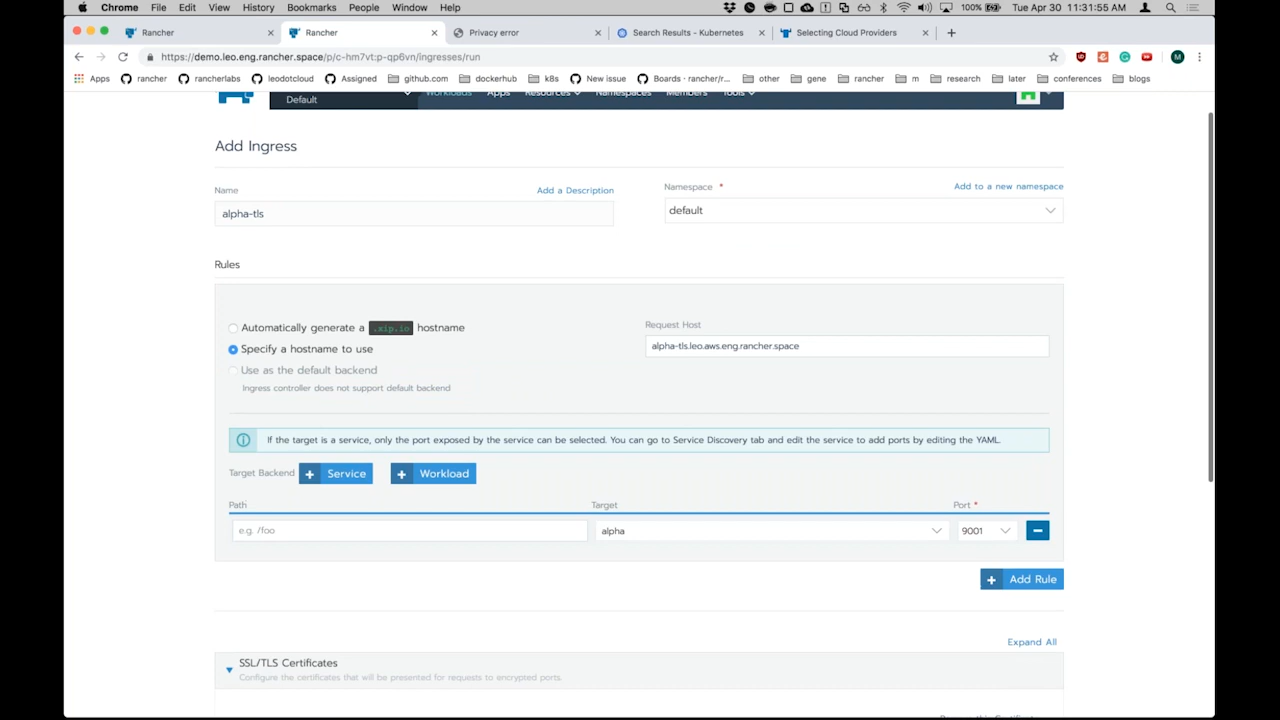 Chrome File Edit View History Bookmarks People Window Help 100% Tue Apr 30 11:31:55 AM
Rancher Rancher Privacy error Search Results - Kubernetes Selecting Cloud Providers
https://demo.leo.eng.rancher.space/p/c-hm7vt:p-qp6vn/ingresses/run
Apps rancher rancherlabs leodotcloud Assigned github.com dockerhub k8s New issue Boards · rancher/r... other gene rancher m research later conferences blogs
Default Workloads Apps Resources Namespaces Members Tools
Add Ingress
Name Add a Description Namespace * Add to a new namespace
alpha-tls default
Rules
Automatically generate a .xip.io hostname Request Host
Specify a hostname to use alpha-tls.leo.aws.eng.rancher.space
Use as the default backend
Ingress controller does not support default backend
If the target is a service, only the port exposed by the service can be selected. You can go to Service Discovery tab and edit the service to add ports by editing the YAML.
Target Backend + Service + Workload
Path Target Port *
e.g. /foo alpha 9001
+ Add Rule
Expand All
SSL/TLS Certificates
Configure the certificates that will be presented for requests to encrypted ports.